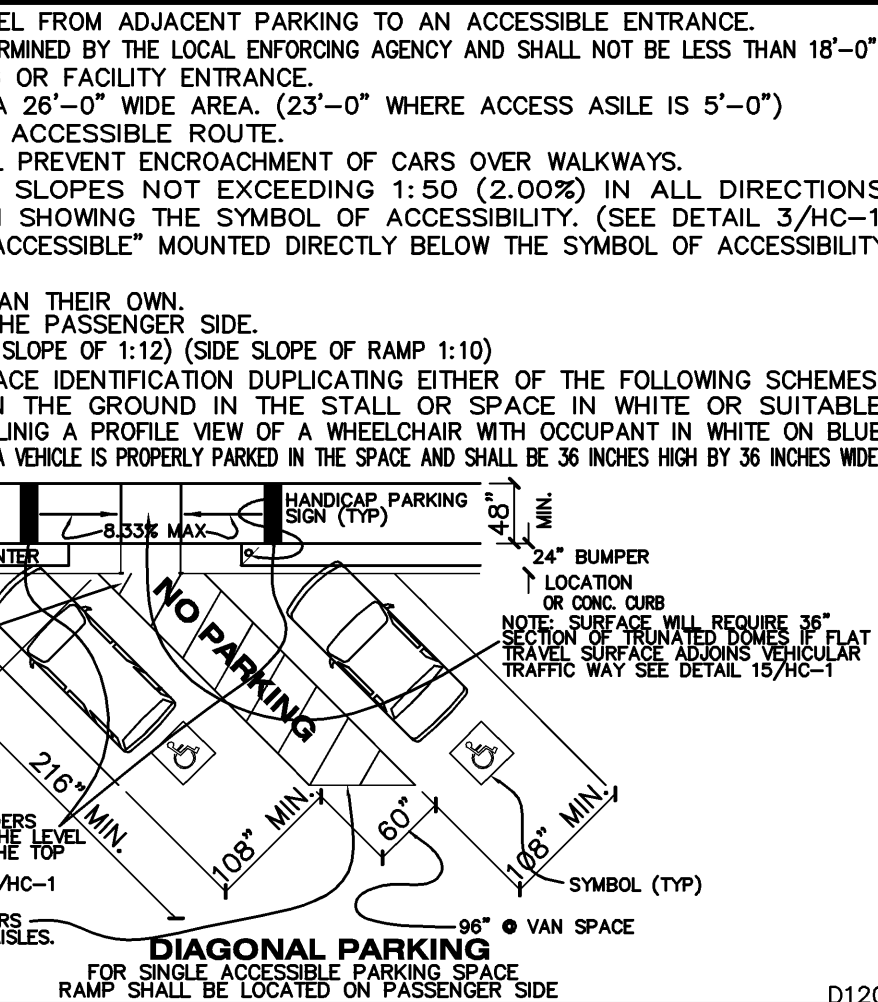 EL FROM ADJACENT PARKING TO AN ACCESSIBLE ENTRANCE.
RMINED BY THE LOCAL ENFORCING AGENCY AND SHALL NOT BE LESS THAN 18'-0"
OR FACILITY ENTRANCE.
A 26'-0" WIDE AREA. (23'-0" WHERE ACCESS ASILE IS 5'-0")
ACCESSIBLE ROUTE.
PREVENT ENCROACHMENT OF CARS OVER WALKWAYS.
SLOPES NOT EXCEEDING 1:50 (2.00%) IN ALL DIRECTIONS
SHOWING THE SYMBOL OF ACCESSIBILITY. (SEE DETAIL 3/HC-1
ACCESSIBLE" MOUNTED DIRECTLY BELOW THE SYMBOL OF ACCESSIBILITY
AN THEIR OWN.
HE PASSENGER SIDE.
SLOPE OF 1:12) (SIDE SLOPE OF RAMP 1:10)
ACE IDENTIFICATION DUPLICATING EITHER OF THE FOLLOWING SCHEMES
N THE GROUND IN THE STALL OR SPACE IN WHITE OR SUITABLE
LINIG A PROFILE VIEW OF A WHEELCHAIR WITH OCCUPANT IN WHITE ON BLUE
A VEHICLE IS PROPERLY PARKED IN THE SPACE AND SHALL BE 36 INCHES HIGH BY 36 INCHES WIDE
HANDICAP PARKING
SIGN (TYP)
48"
MIN.
8.33% MAX
NTER
24" BUMPER
LOCATION
OR CONC. CURB
NOTE: SURFACE WILL REQUIRE 36"
SECTION OF TRUNATED DOMES IF FLAT
TRAVEL SURFACE ADJOINS VEHICULAR
TRAFFIC WAY SEE DETAIL 15/HC-1
NO PARKING
216" MIN.
108" MIN.
60"
108" MIN.
DERS
HE LEVEL
HE TOP
/HC-1
RS
ISLES.
SYMBOL (TYP)
96" @ VAN SPACE
DIAGONAL PARKING
FOR SINGLE ACCESSIBLE PARKING SPACE
RAMP SHALL BE LOCATED ON PASSENGER SIDE
D120